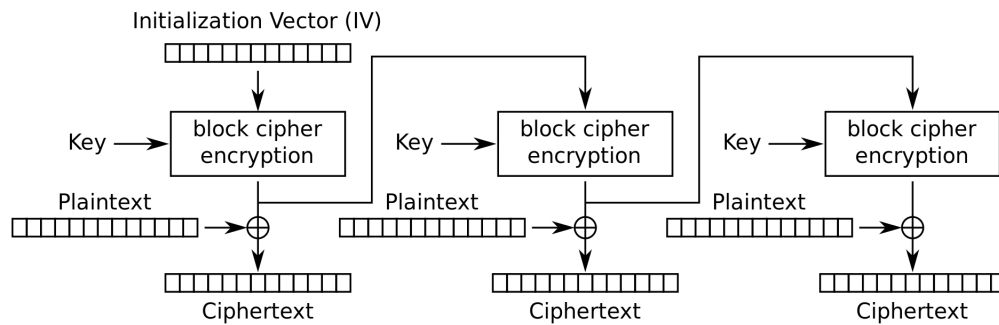 Initialization Vector (IV)
Key
block cipher
encryption
Key
block cipher
encryption
Key
block cipher
encryption
Plaintext
Plaintext
Plaintext
Ciphertext
Ciphertext
Ciphertext